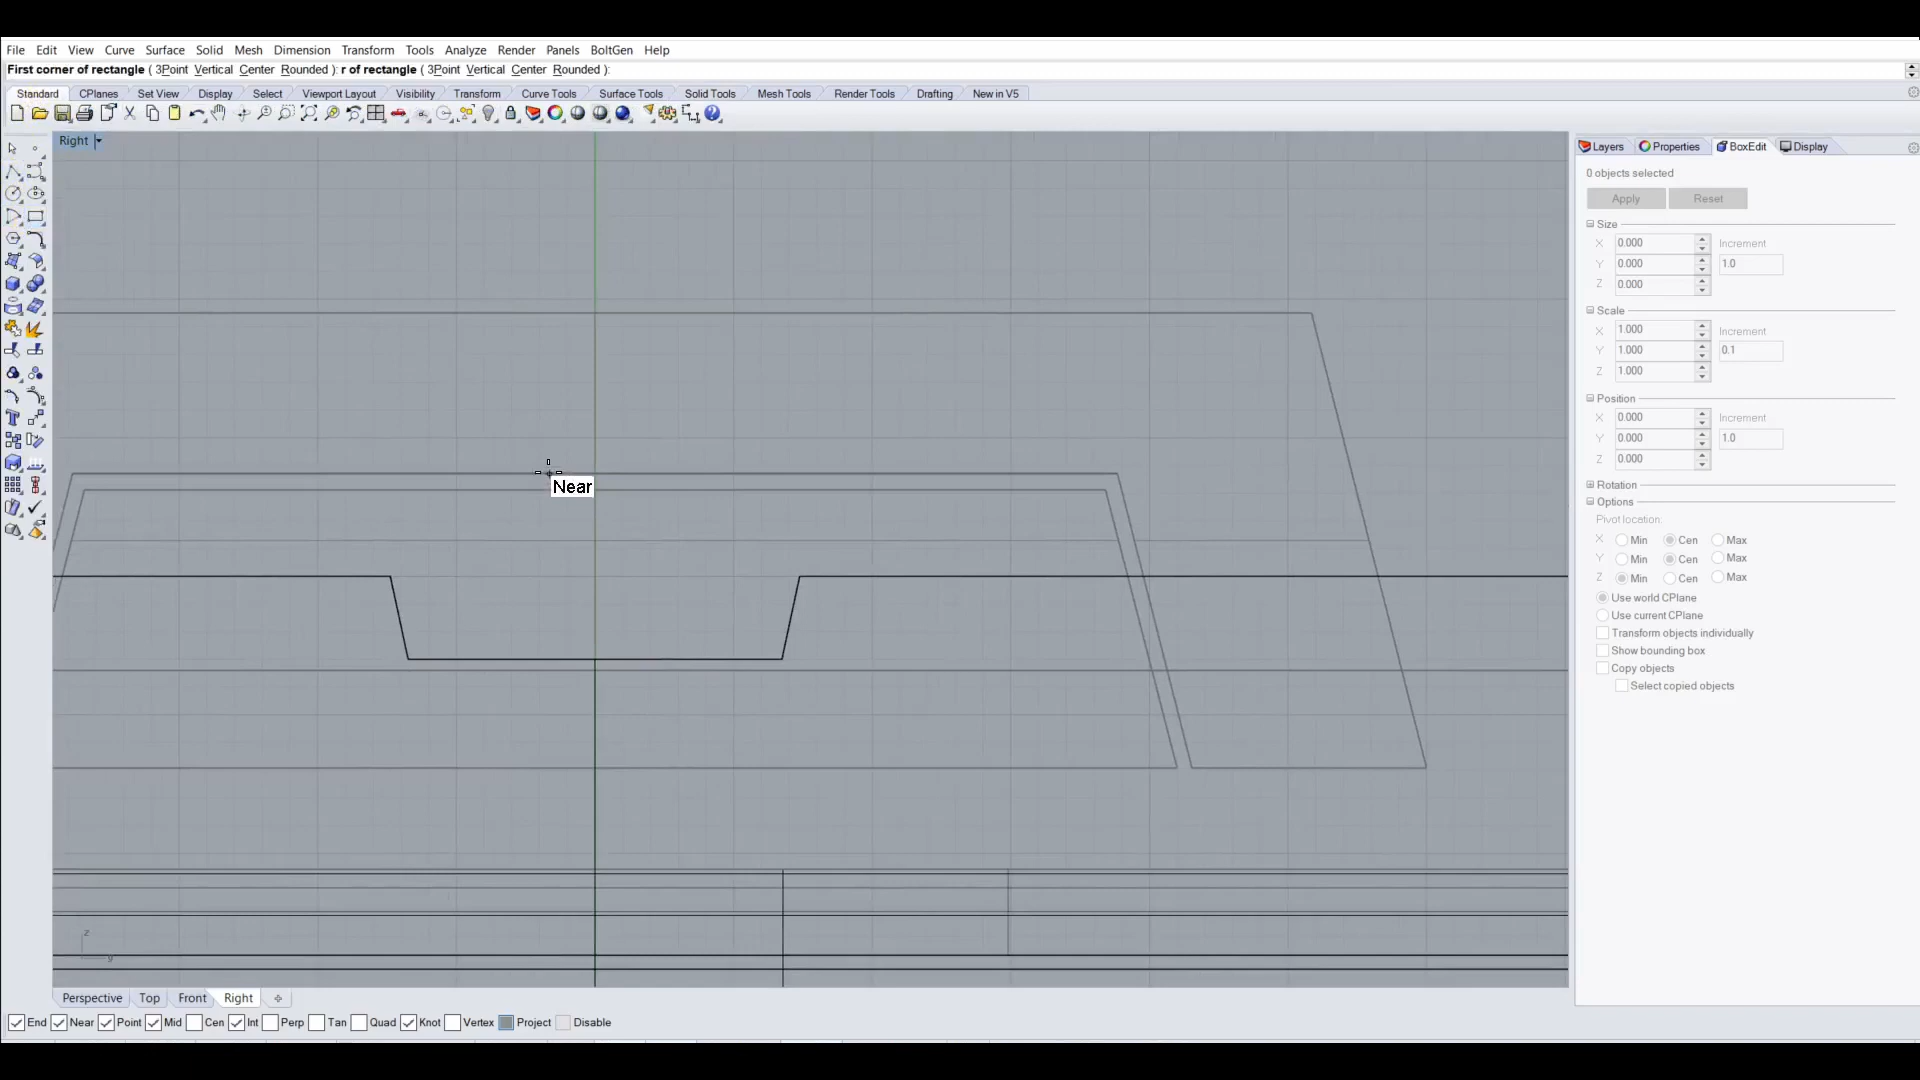 File Edit View Curve Surface Solid Mesh Dimension Transform Tools Analyze Render Panels BoltGen Help
First corner of rectangle ( 3Point Vertical Center Rounded ): r of rectangle ( 3Point Vertical Center Rounded ):
Standard CPlanes Set View Display Select Viewport Layout Visibility Transform Curve Tools Surface Tools Solid Tools Mesh Tools Render Tools Drafting New in V5
Right
Layers Properties BoxEdit Display
0 objects selected
Apply Reset
Size
X 0.000 Increment
Y 0.000 1.0
Z 0.000
Scale
X 1.000 Increment
Y 1.000 0.1
Z 1.000
Position
X 0.000 Increment
Y 0.000 1.0
Z 0.000
Rotation
Options
Pivot location:
X Min Cen Max
Y Min Cen Max
Z Min Cen Max
Use world CPlane
Use current CPlane
Transform objects individually
Show bounding box
Copy objects
Select copied objects
Near
z
y
Perspective Top Front Right
End Near Point Mid Cen Int Perp Tan Quad Knot Vertex Project Disable